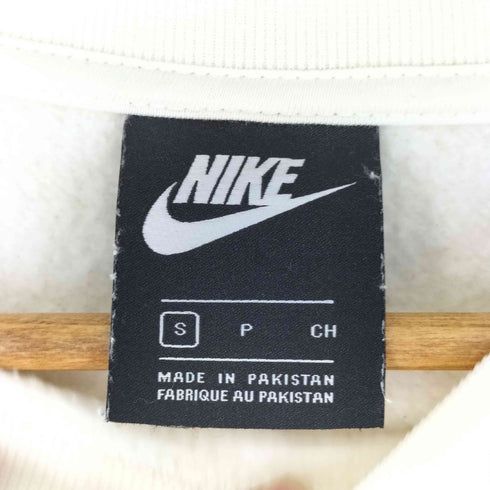 NIKE
S P CH
MADE IN PAKISTAN
FABRIQUE AU PAKISTAN